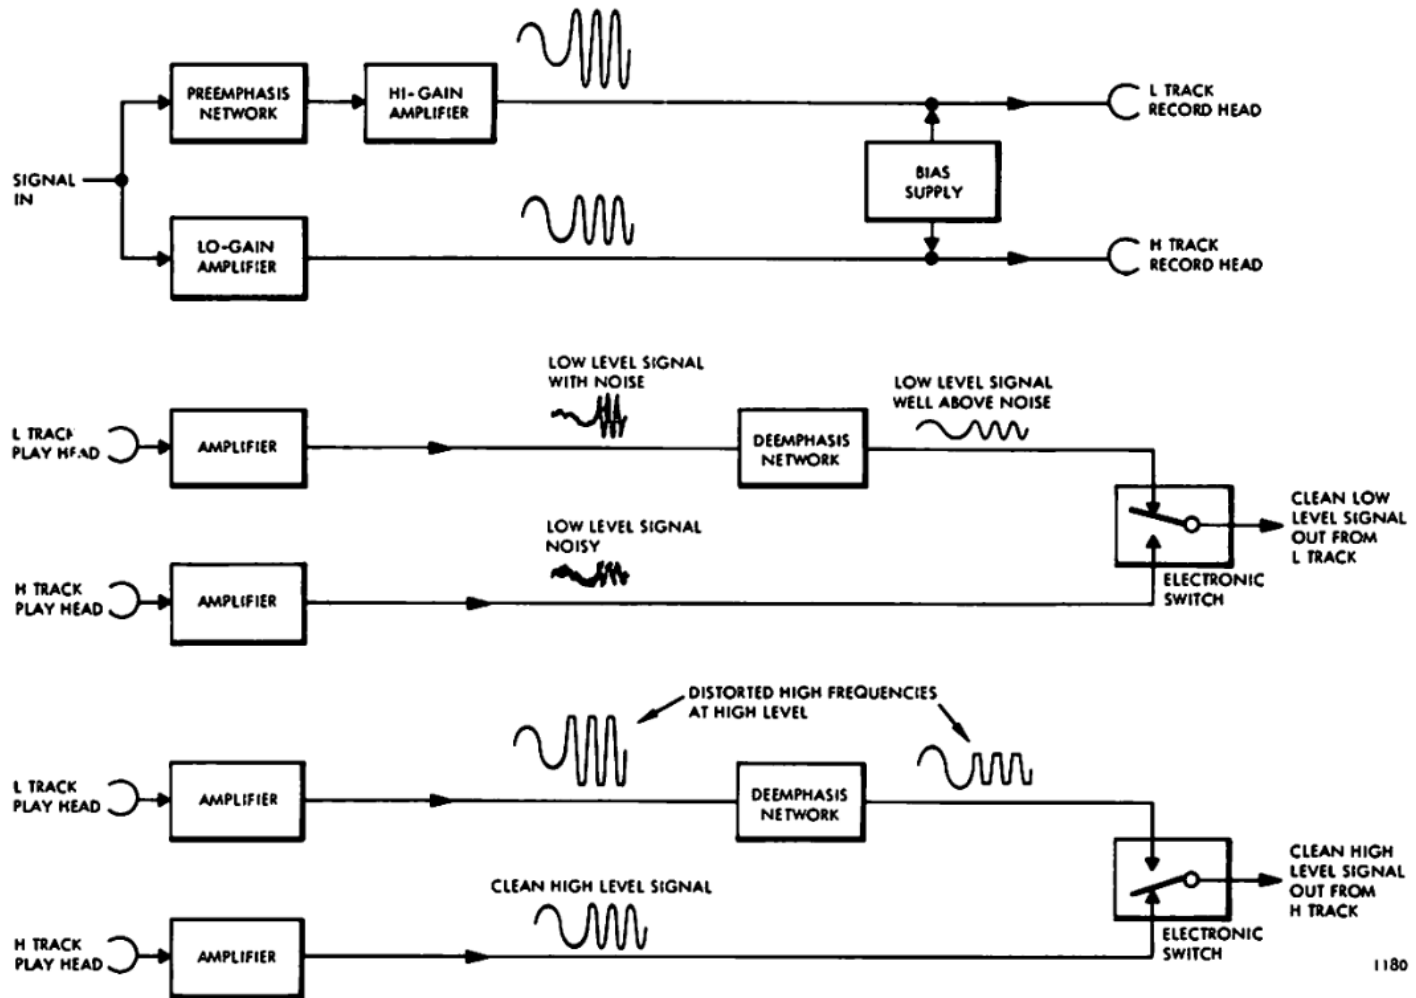 PREEMPHASIS
NETWORK
HI-GAIN
AMPLIFIER
L TRACK
RECORD HEAD
SIGNAL
IN
BIAS
SUPPLY
LO-GAIN
AMPLIFIER
H TRACK
RECORD HEAD
LOW LEVEL SIGNAL
WITH NOISE
LOW LEVEL SIGNAL
WELL ABOVE NOISE
L TRACK
PLAY HEAD
AMPLIFIER
DEEMPHASIS
NETWORK
CLEAN LOW
LEVEL SIGNAL
OUT FROM
L TRACK
LOW LEVEL SIGNAL
NOISY
H TRACK
PLAY HEAD
AMPLIFIER
ELECTRONIC
SWITCH
DISTORTED HIGH FREQUENCIES
AT HIGH LEVEL
L TRACK
PLAY HEAD
AMPLIFIER
DEEMPHASIS
NETWORK
CLEAN HIGH
LEVEL SIGNAL
OUT FROM
H TRACK
CLEAN HIGH LEVEL SIGNAL
H TRACK
PLAY HEAD
AMPLIFIER
ELECTRONIC
SWITCH
1180